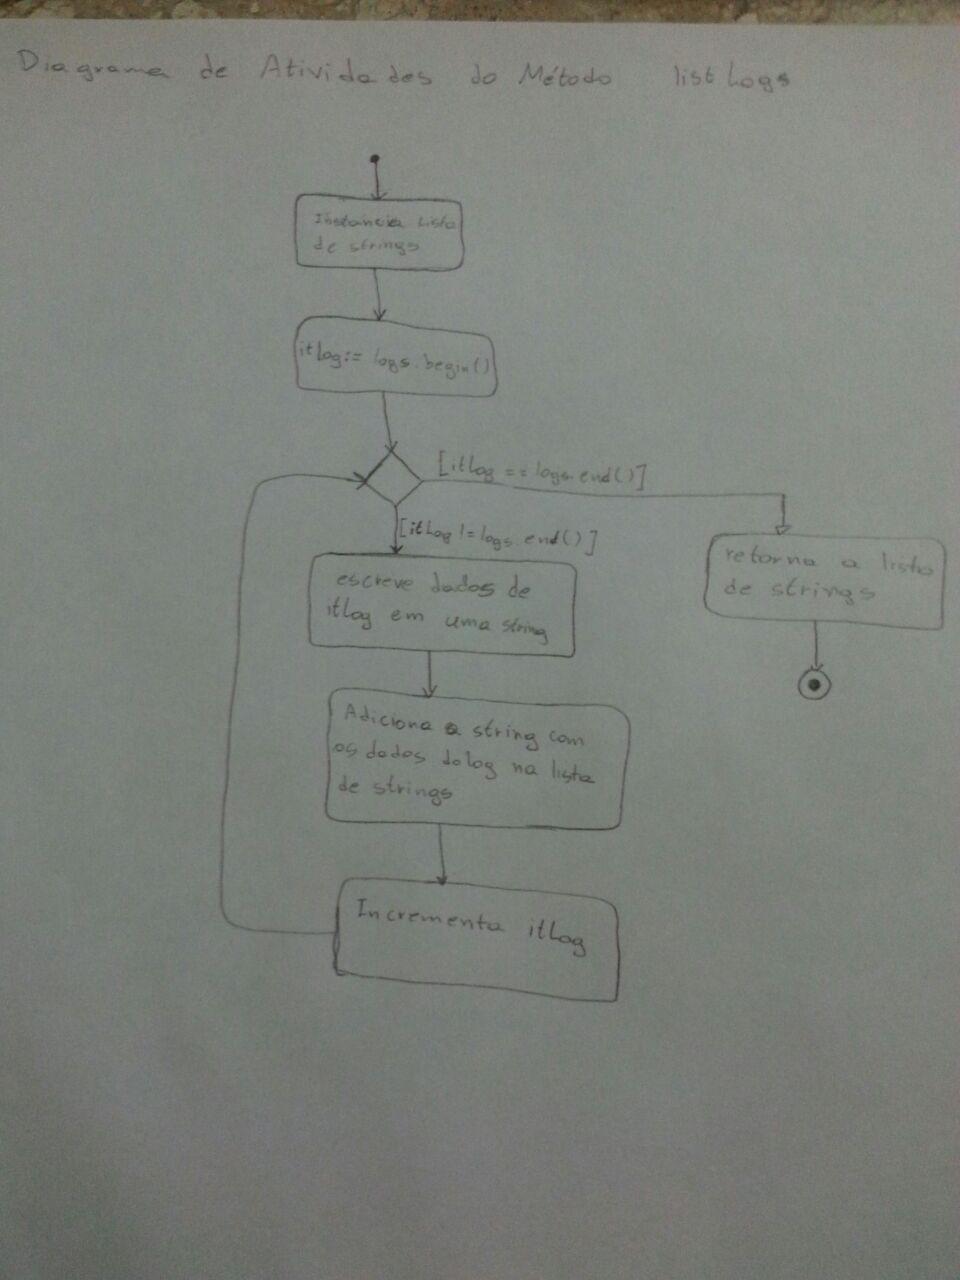 Diagrama de Atividades do Método listLogs
Instancia Lista
de strings
itLog:= logs.begin()
[itLog == logs.end()]
[itLog != logs.end()]
retorna a lista
de strings
escreve dados de
itLog em uma string
Adiciona a string com
os dados do log na lista
de strings
Incrementa itLog